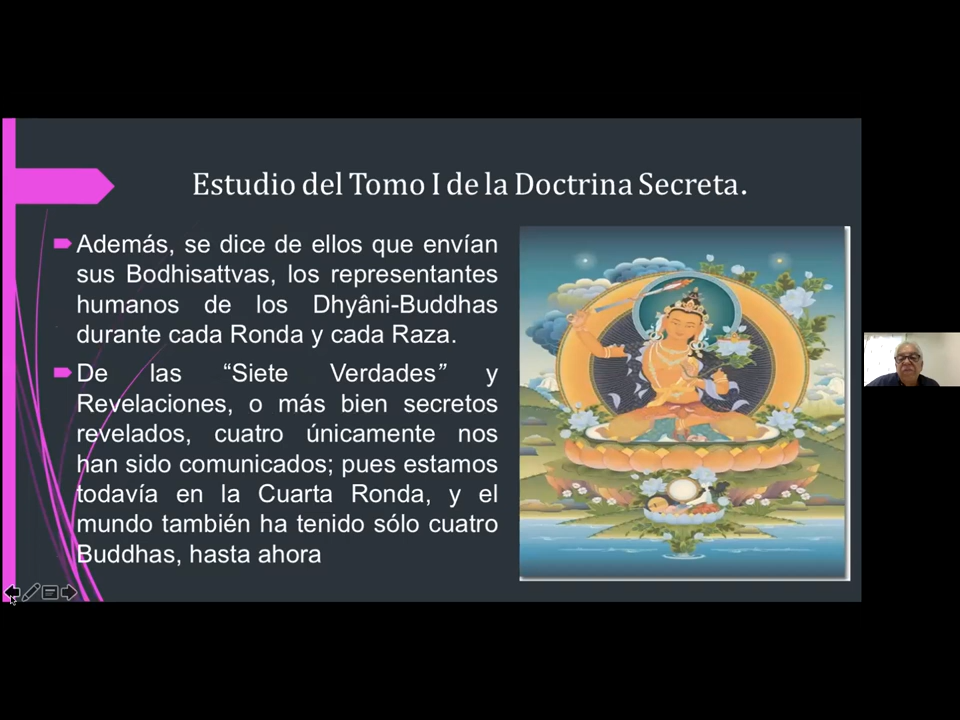 Estudio del Tomo I de la Doctrina Secreta.
Además, se dice de ellos que envían
sus Bodhisattvas, los representantes
humanos de los Dhyâni-Buddhas
durante cada Ronda y cada Raza.
De las “Siete Verdades” y
Revelaciones, o más bien secretos
revelados, cuatro únicamente nos
han sido comunicados; pues estamos
todavía en la Cuarta Ronda, y el
mundo también ha tenido sólo cuatro
Buddhas, hasta ahora